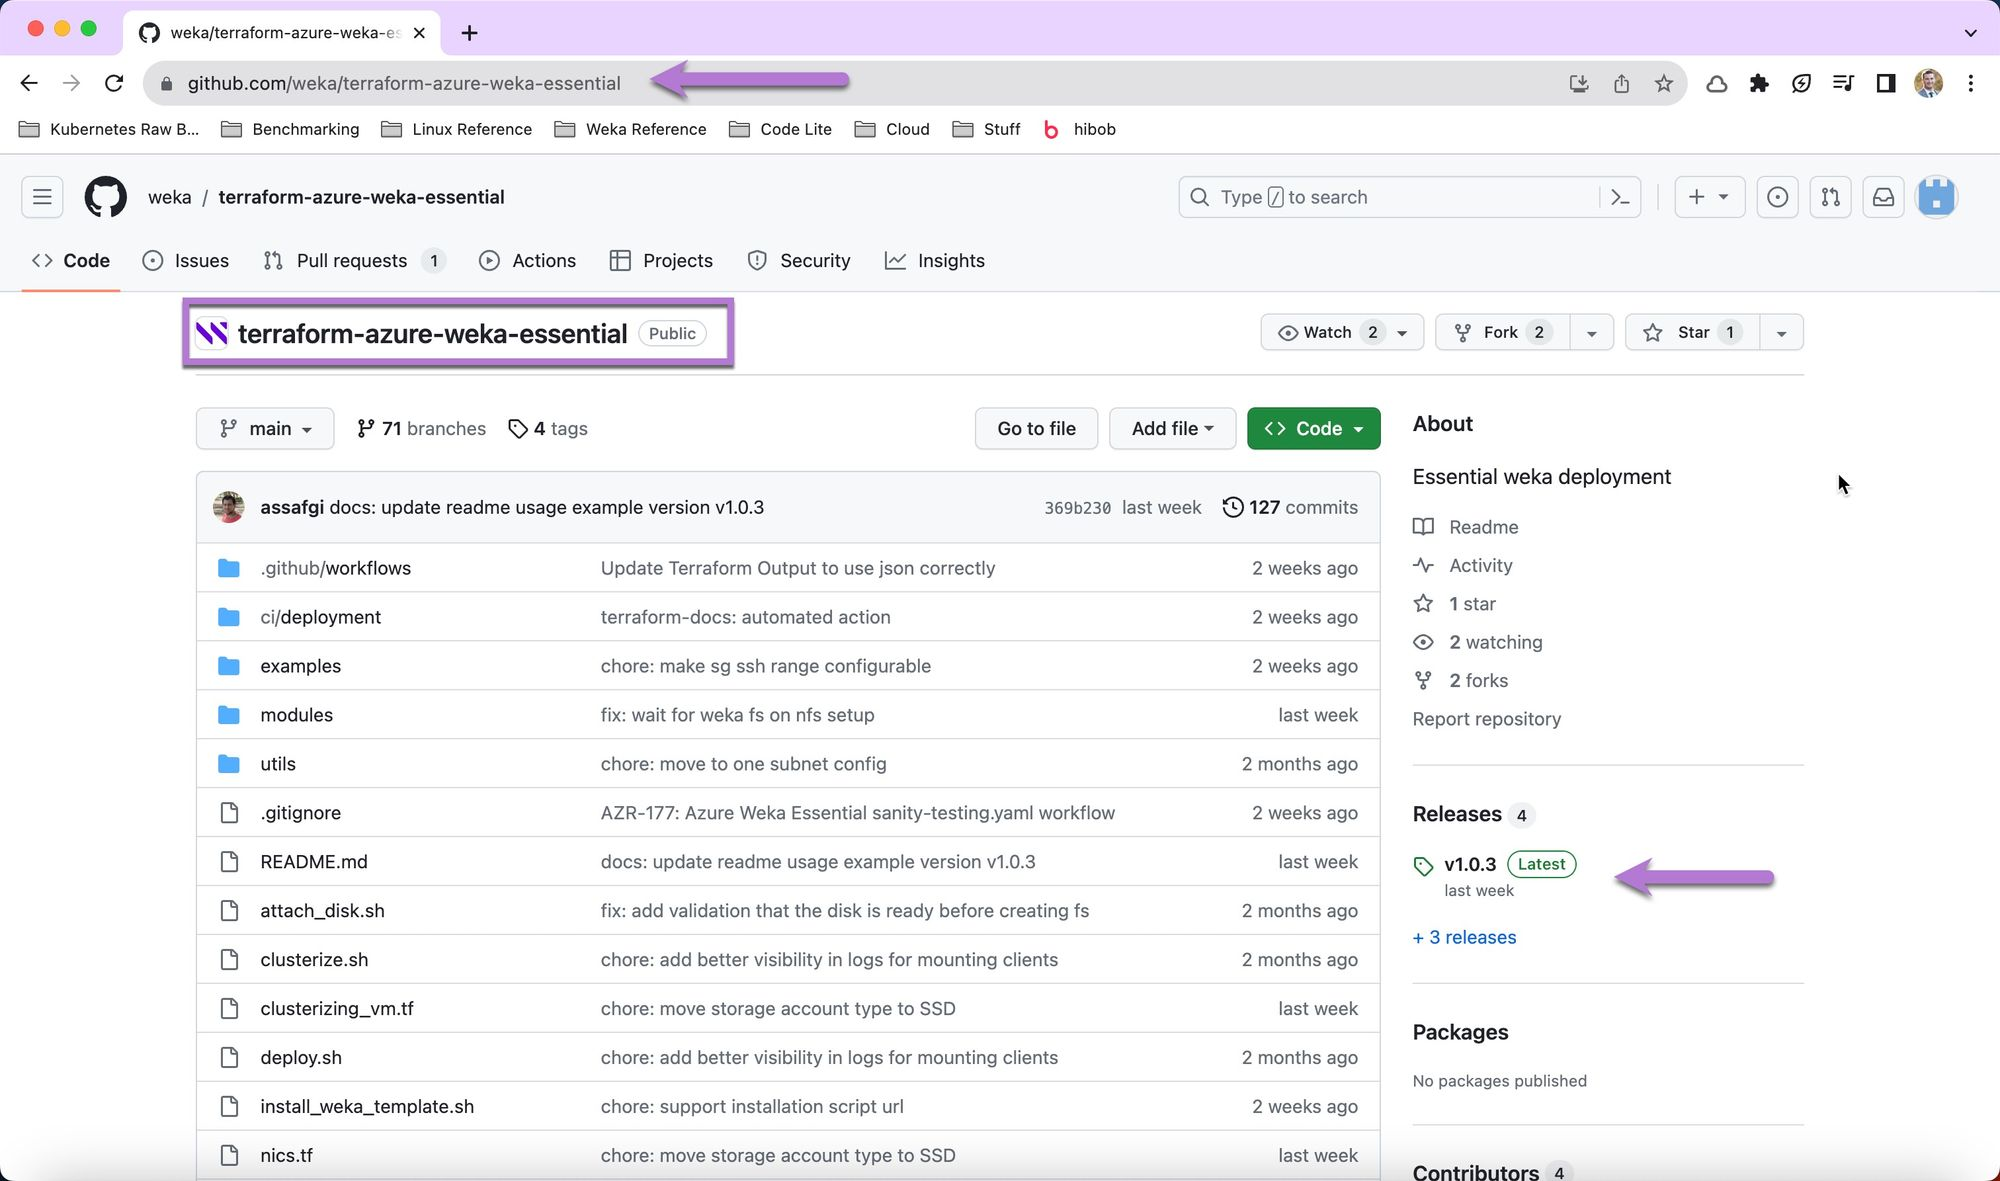 weka/terraform-azure-weka-es
github.com/weka/terraform-azure-weka-essential
Kubernetes Raw B... Benchmarking Linux Reference Weka Reference Code Lite Cloud Stuff hibob
weka / terraform-azure-weka-essential Type / to search
Code Issues Pull requests 1 Actions Projects Security Insights
terraform-azure-weka-essential Public Watch 2 Fork 2 Star 1
main 71 branches 4 tags Go to file Add file Code
assafgi docs: update readme usage example version v1.0.3 369b230 last week 127 commits
.github/workflows Update Terraform Output to use json correctly 2 weeks ago
ci/deployment terraform-docs: automated action 2 weeks ago
examples chore: make sg ssh range configurable 2 weeks ago
modules fix: wait for weka fs on nfs setup last week
utils chore: move to one subnet config 2 months ago
.gitignore AZR-177: Azure Weka Essential sanity-testing.yaml workflow 2 weeks ago
README.md docs: update readme usage example version v1.0.3 last week
attach_disk.sh fix: add validation that the disk is ready before creating fs 2 months ago
clusterize.sh chore: add better visibility in logs for mounting clients 2 months ago
clusterizing_vm.tf chore: move storage account type to SSD last week
deploy.sh chore: add better visibility in logs for mounting clients 2 months ago
install_weka_template.sh chore: support installation script url 2 weeks ago
nics.tf chore: move storage account type to SSD last week
About
Essential weka deployment
Readme
Activity
1 star
2 watching
2 forks
Report repository
Releases 4
v1.0.3 Latest
last week
+ 3 releases
Packages
No packages published
Contributors 4